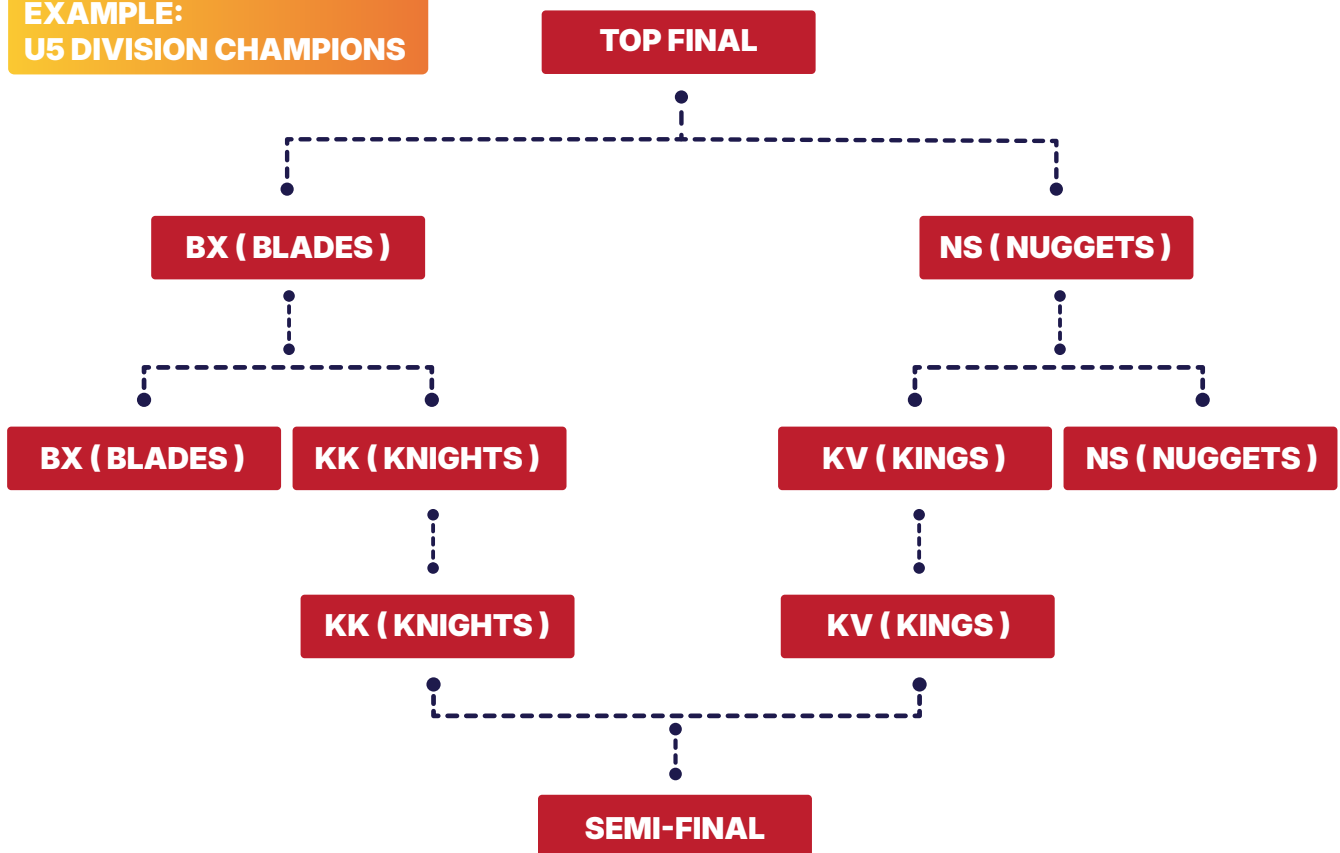 EXAMPLE:
U5 DIVISION CHAMPIONS
TOP FINAL
BX ( BLADES )
NS ( NUGGETS )
BX ( BLADES )
KK ( KNIGHTS )
KV ( KINGS )
NS ( NUGGETS )
KK ( KNIGHTS )
KV ( KINGS )
SEMI-FINAL